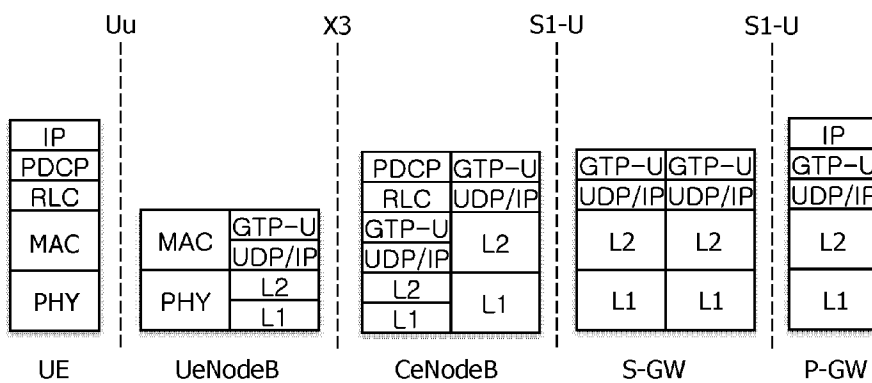 Uu X3 S1-U S1-U
IP
PDCP
RLC
MAC
PHY
UE
MAC GTP-U
UDP/IP
PHY L2
L1
UeNodeB
PDCP GTP-U
RLC UDP/IP
GTP-U L2
UDP/IP
L2 L1
L1
CeNodeB
GTP-U GTP-U
UDP/IP UDP/IP
L2 L2
L1 L1
S-GW
IP
GTP-U
UDP/IP
L2
L1
P-GW